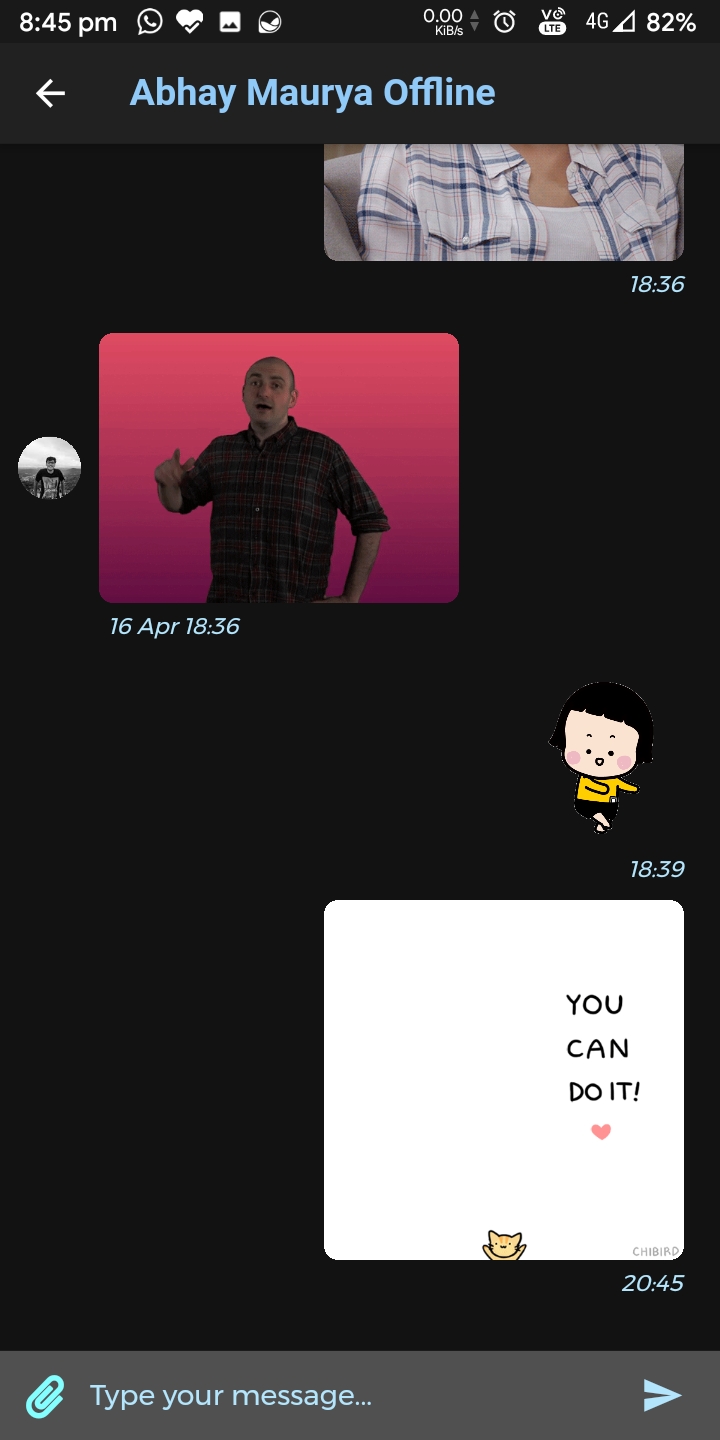 8:45 pm 0.00 KiB/s VO LTE 4G 82%
Abhay Maurya Offline
18:36
16 Apr 18:36
18:39
YOU
CAN
DO IT!
CHIBIRD
20:45
Type your message...